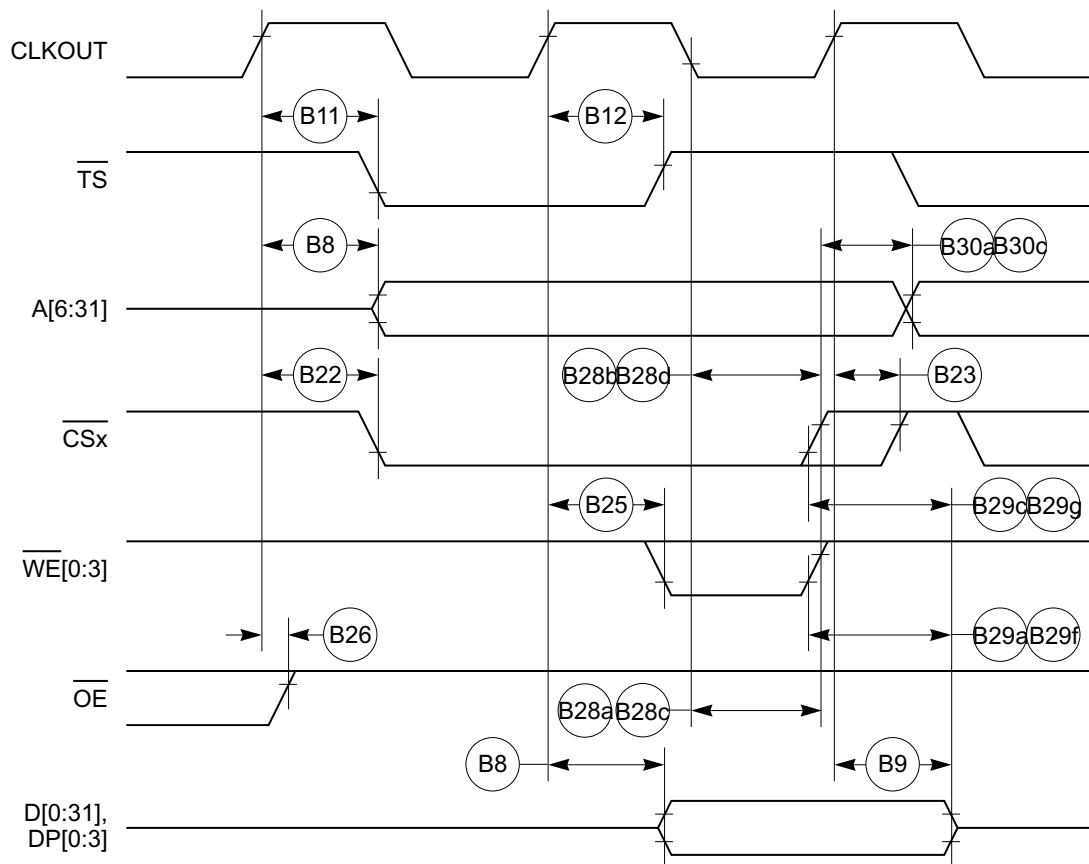 CLKOUT
B11 B12
TS
B8 B30a B30c
A[6:31]
B22 B28b B28d B23
CSx
B25 B29c B29g
WE[0:3]
B26 B29a B29f
OE
B28a B28c
B8 B9
D[0:31],
DP[0:3]